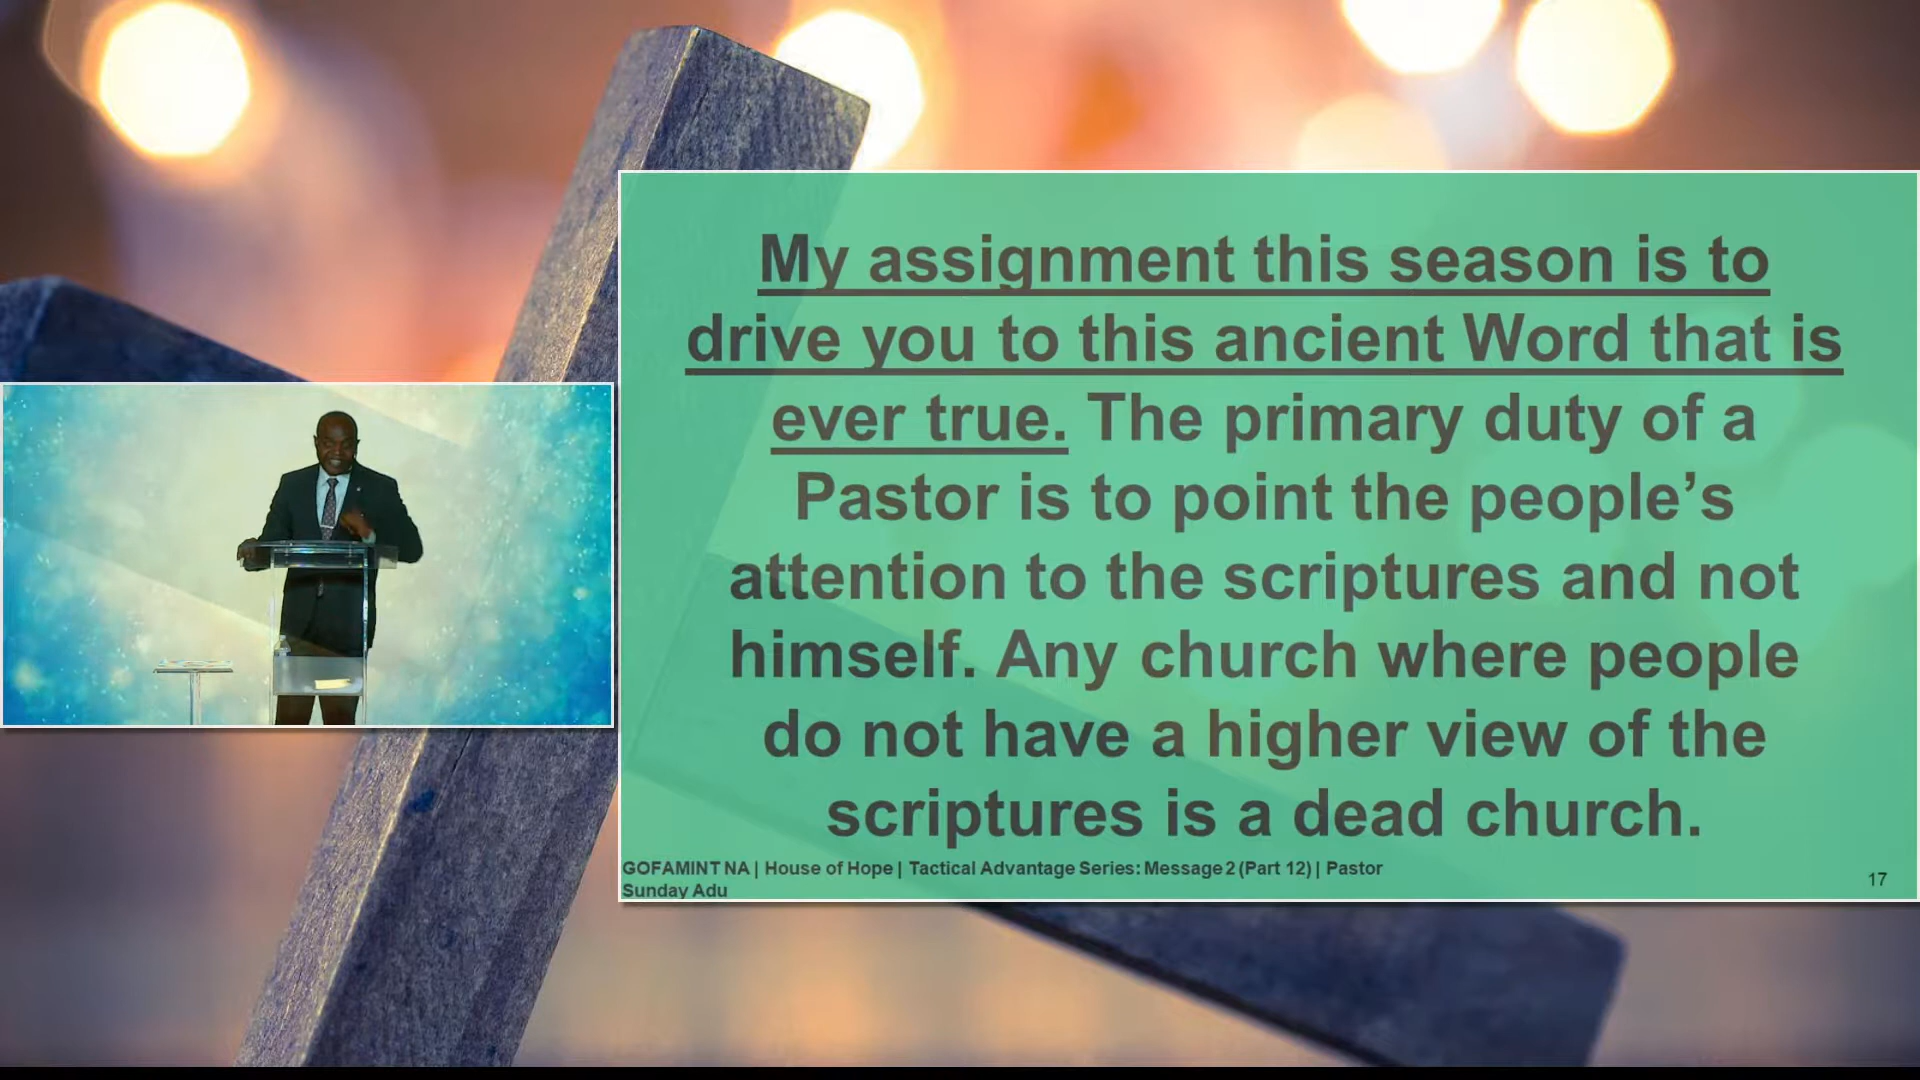 My assignment this season is to
drive you to this ancient Word that is
ever true. The primary duty of a
Pastor is to point the people’s
attention to the scriptures and not
himself. Any church where people
do not have a higher view of the
scriptures is a dead church.
GOFAMINT NA | House of Hope | Tactical Advantage Series: Message 2 (Part 12) | Pastor
Sunday Adu
17